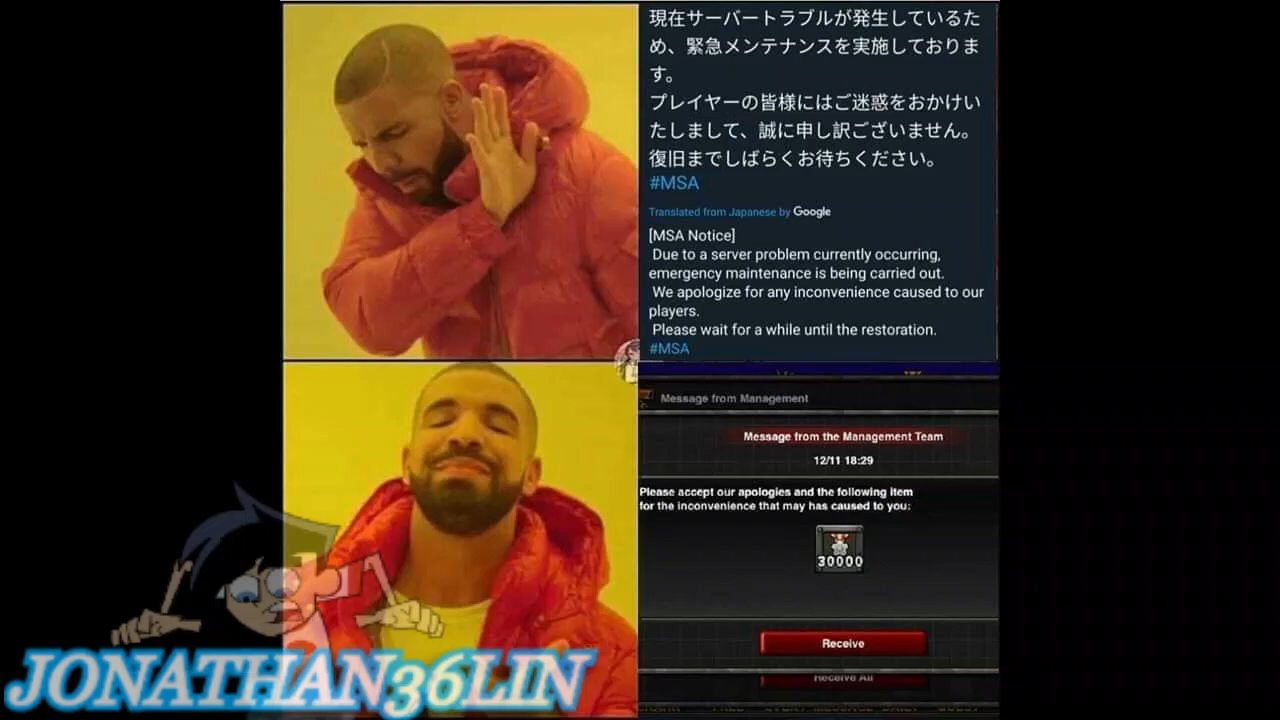 現在サーバートラブルが発生しているた
め、緊急メンテナンスを実施しておりま
す。
プレイヤーの皆様にはご迷惑をおかけい
たしまして、誠に申し訳ございません。
復旧までしばらくお待ちください。
#MSA
Translated from Japanese by Google
[MSA Notice]
Due to a server problem currently occurring,
emergency maintenance is being carried out.
We apologize for any inconvenience caused to our
players.
Please wait for a while until the restoration.
#MSA
Message from Management
Message from the Management Team
12/11 18:29
Please accept our apologies and the following item
for the inconvenience that may has caused to you:
30000
Receive
Receive All
JONATHAN36LIN